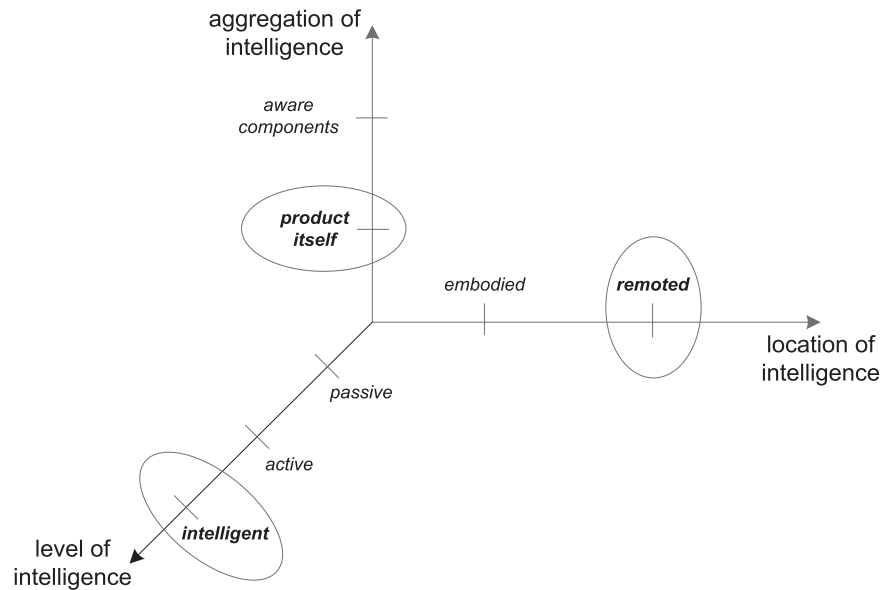 aggregation of
intelligence
aware
components
product
itself
embodied
remoted
location of
intelligence
passive
active
intelligent
level of
intelligence